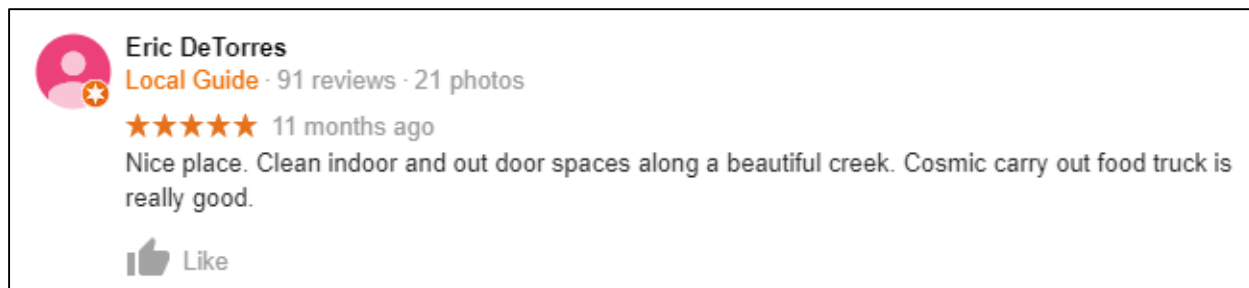 Eric DeTorres
Local Guide · 91 reviews · 21 photos
★★★★★ 11 months ago
Nice place. Clean indoor and out door spaces along a beautiful creek. Cosmic carry out food truck is
really good.
Like